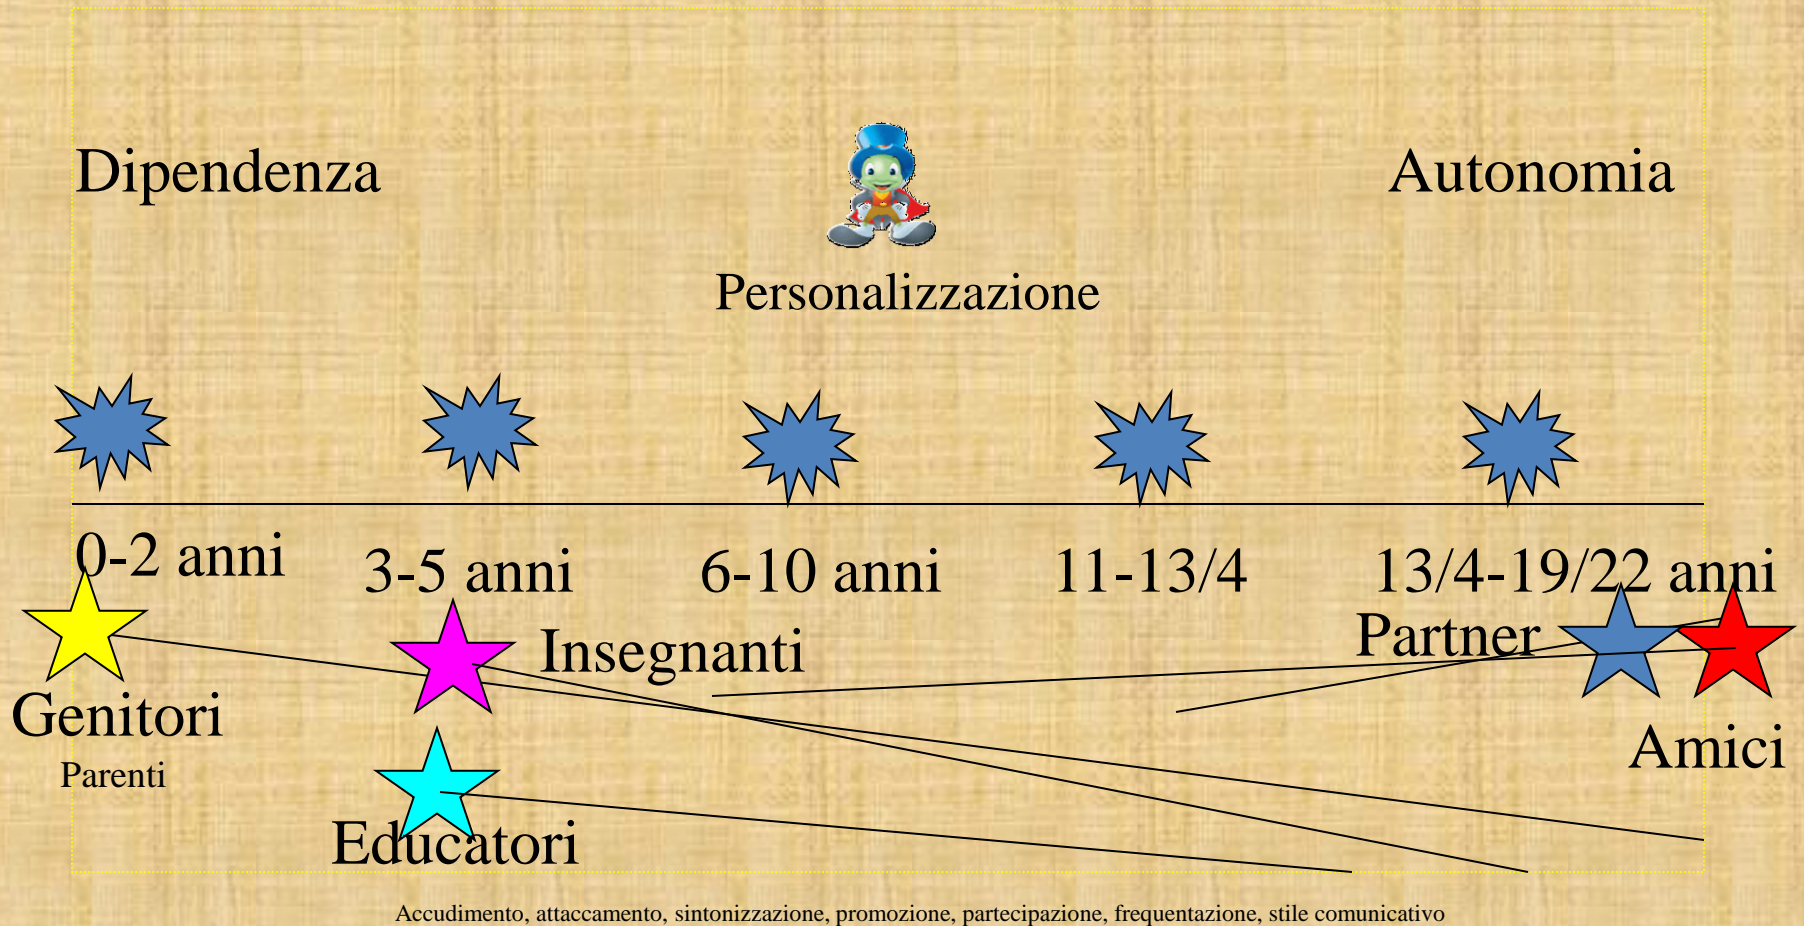 Dipendenza
Autonomia
Personalizzazione
0-2 anni
3-5 anni
6-10 anni
11-13/4
13/4-19/22 anni
Insegnanti
Partner
Genitori
Amici
Parenti
Educatori
Accudimento, attaccamento, sintonizzazione, promozione, partecipazione, frequentazione, stile comunicativo